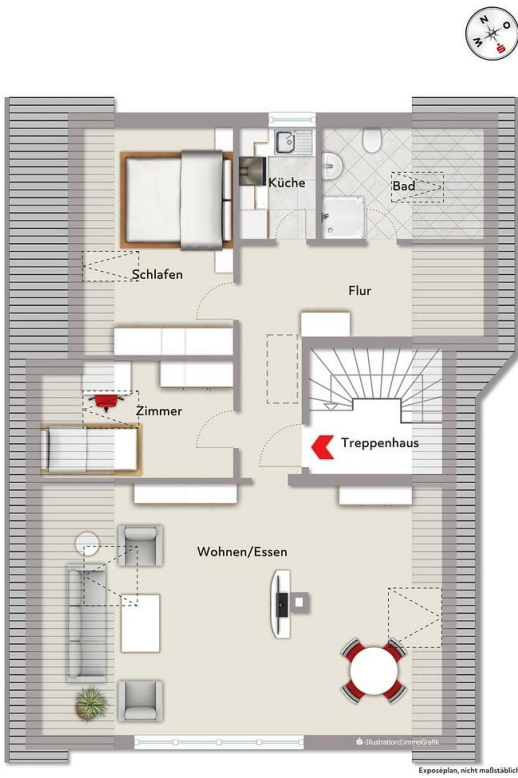 N
O
W
S
Küche
Bad
Schlafen
Flur
Zimmer
Treppenhaus
Wohnen/Essen
-Illustration©immoGrafik
Exposéplan, nicht maßstäblich